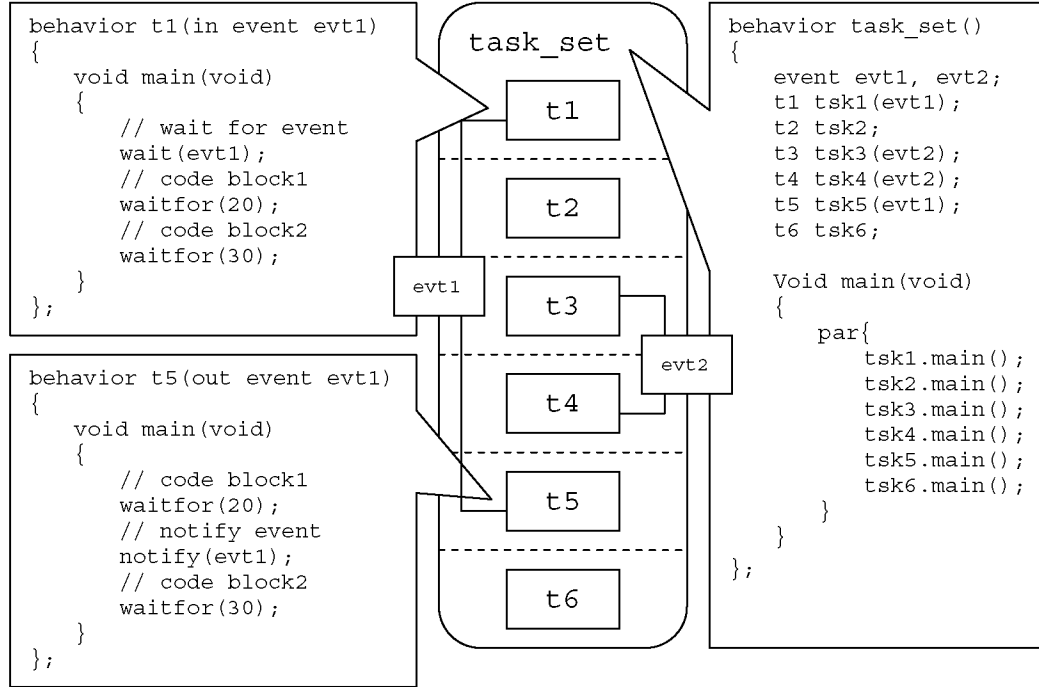 behavior t1(in event evt1)
{
void main(void)
{
// wait for event
wait(evt1);
// code block1
waitfor(20);
// code block2
waitfor(30);
}
};
behavior t5(out event evt1)
{
void main(void)
{
// code block1
waitfor(20);
// notify event
notify(evt1);
// code block2
waitfor(30);
}
};
task_set
t1
t2
evt1
t3
evt2
t4
t5
t6
behavior task_set()
{
event evt1, evt2;
t1 tsk1(evt1);
t2 tsk2;
t3 tsk3(evt2);
t4 tsk4(evt2);
t5 tsk5(evt1);
t6 tsk6;
Void main(void)
{
par{
tsk1.main();
tsk2.main();
tsk3.main();
tsk4.main();
tsk5.main();
tsk6.main();
}
}
};